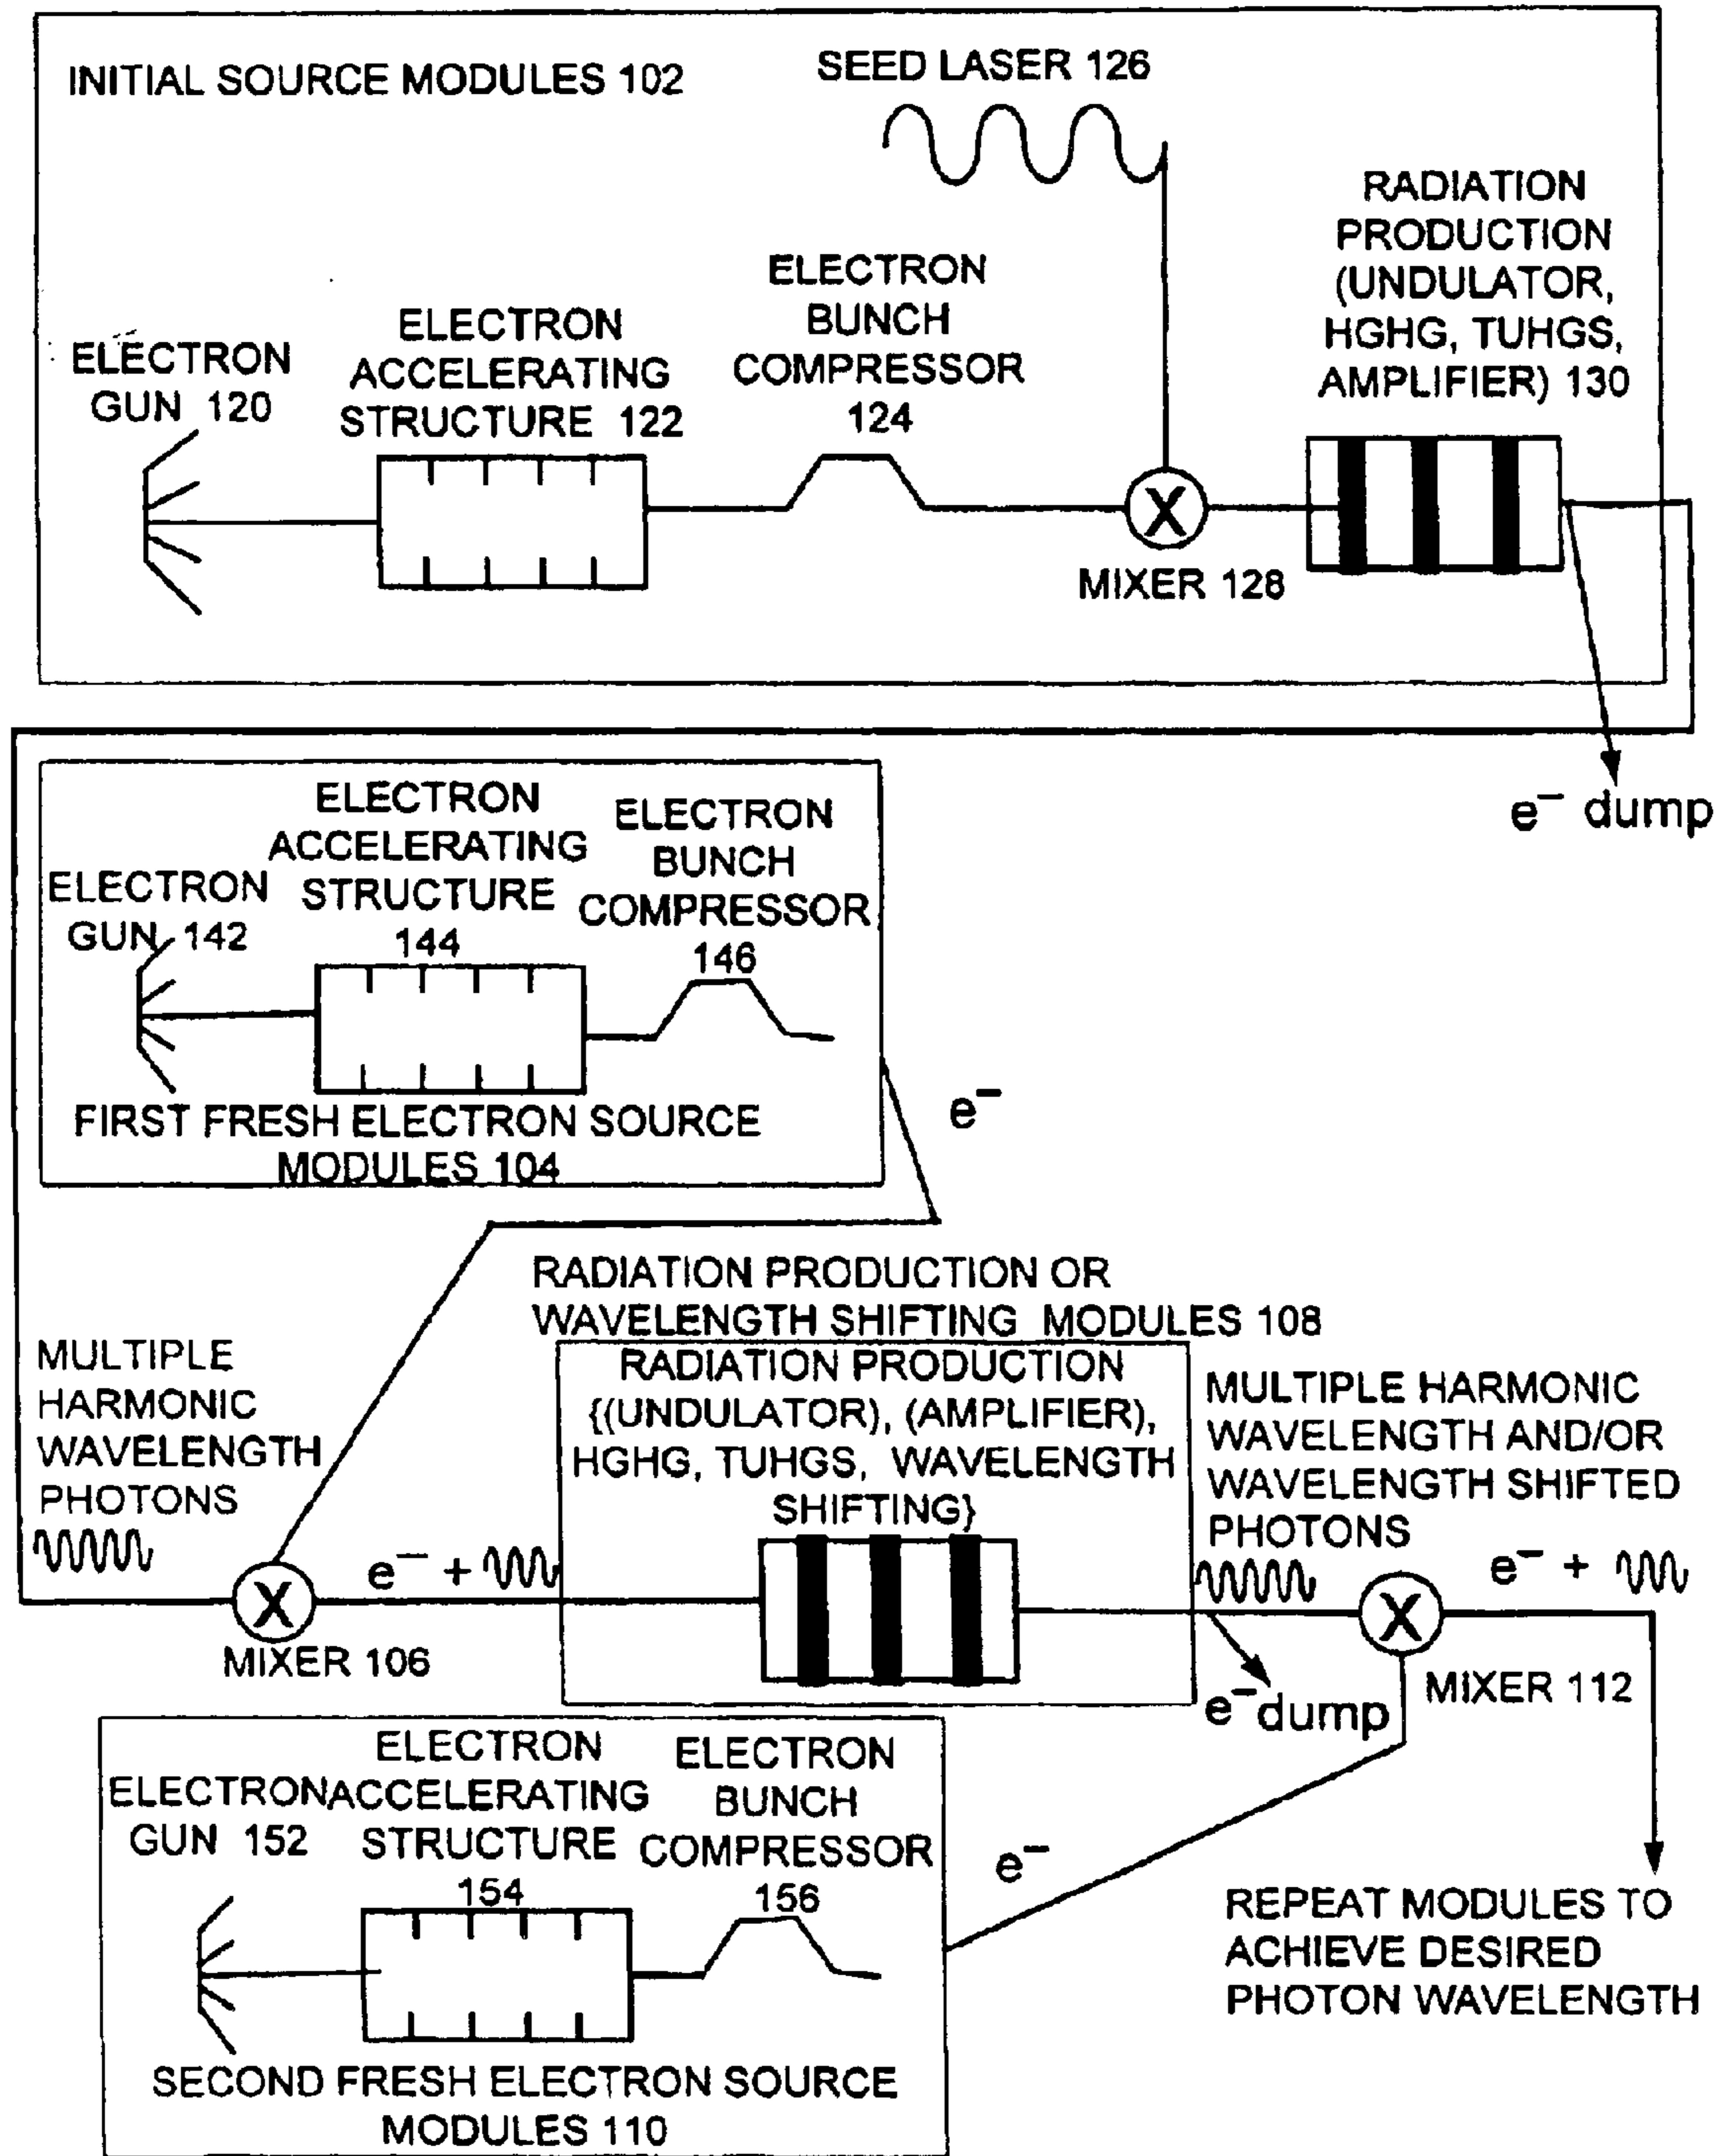 INITIAL SOURCE MODULES 102
SEED LASER 126
RADIATION
PRODUCTION
(UNDULATOR,
HGHG, TUHGS,
AMPLIFIER) 130
ELECTRON
BUNCH
COMPRESSOR
124
ELECTRON
ACCELERATING
STRUCTURE 122
ELECTRON
GUN 120
X
MIXER 128
e⁻ dump
ELECTRON
ACCELERATING
STRUCTURE
144
ELECTRON
BUNCH
COMPRESSOR
146
ELECTRON
GUN 142
FIRST FRESH ELECTRON SOURCE
MODULES 104
e⁻
RADIATION PRODUCTION OR
WAVELENGTH SHIFTING MODULES 108
MULTIPLE
HARMONIC
WAVELENGTH
PHOTONS
RADIATION PRODUCTION
{(UNDULATOR), (AMPLIFIER),
HGHG, TUHGS, WAVELENGTH
SHIFTING}
MULTIPLE HARMONIC
WAVELENGTH AND/OR
WAVELENGTH SHIFTED
PHOTONS
X
MIXER 106
e⁻ +
e⁻ dump
X
MIXER 112
e⁻ +
ELECTRON
GUN 152
ELECTRON
ACCELERATING
STRUCTURE
154
ELECTRON
BUNCH
COMPRESSOR
156
e⁻
SECOND FRESH ELECTRON SOURCE
MODULES 110
REPEAT MODULES TO
ACHIEVE DESIRED
PHOTON WAVELENGTH